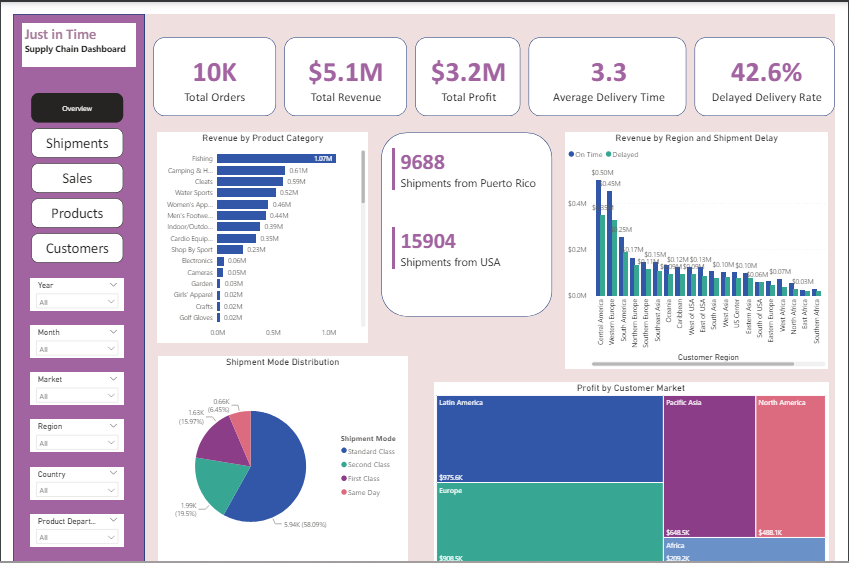 Just in Time
Supply Chain Dashboard
Overview
Shipments
Sales
Products
Customers
Year
All
Month
All
Market
All
Region
All
Country
All
Product Depart...
All
10K
Total Orders
$5.1M
Total Revenue
$3.2M
Total Profit
3.3
Average Delivery Time
42.6%
Delayed Delivery Rate
Revenue by Product Category
Fishing 1.07M
Camping & H... 0.61M
Cleats 0.59M
Water Sports 0.52M
Women's App... 0.46M
Men's Footwe... 0.44M
Indoor/Outdo... 0.39M
Cardio Equip... 0.35M
Shop By Sport 0.23M
Electronics 0.06M
Cameras 0.05M
Garden 0.03M
Girls' Apparel 0.02M
Crafts 0.02M
Golf Gloves 0.02M
0.0M 0.5M 1.0M
9688
Shipments from Puerto Rico
15904
Shipments from USA
Revenue by Region and Shipment Delay
On Time Delayed
$0.4M
$0.2M
$0.0M
$0.50M
$0.45M
$0.25M
$0.17M
$0.15M
$0.12M
$0.13M
$0.10M
$0.10M
$0.06M
$0.07M
$0.03M
Central America
Western Europe
South America
Northern Europe
Southern Europe
Southeast Asia
Oceania
Caribbean
West of USA
East of USA
South Asia
West Asia
US Center
Eastern Asia
South of USA
Eastern Europe
West Africa
North Africa
East Africa
Southern Africa
Customer Region
Shipment Mode Distribution
0.66K
(6.45%)
1.63K
(15.97%)
1.99K
(19.5%)
5.94K (58.09%)
Shipment Mode
Standard Class
Second Class
First Class
Same Day
Profit by Customer Market
Latin America
$975.6K
Europe
$908.5K
Pacific Asia
$648.5K
North America
$488.1K
Africa
$209.2K